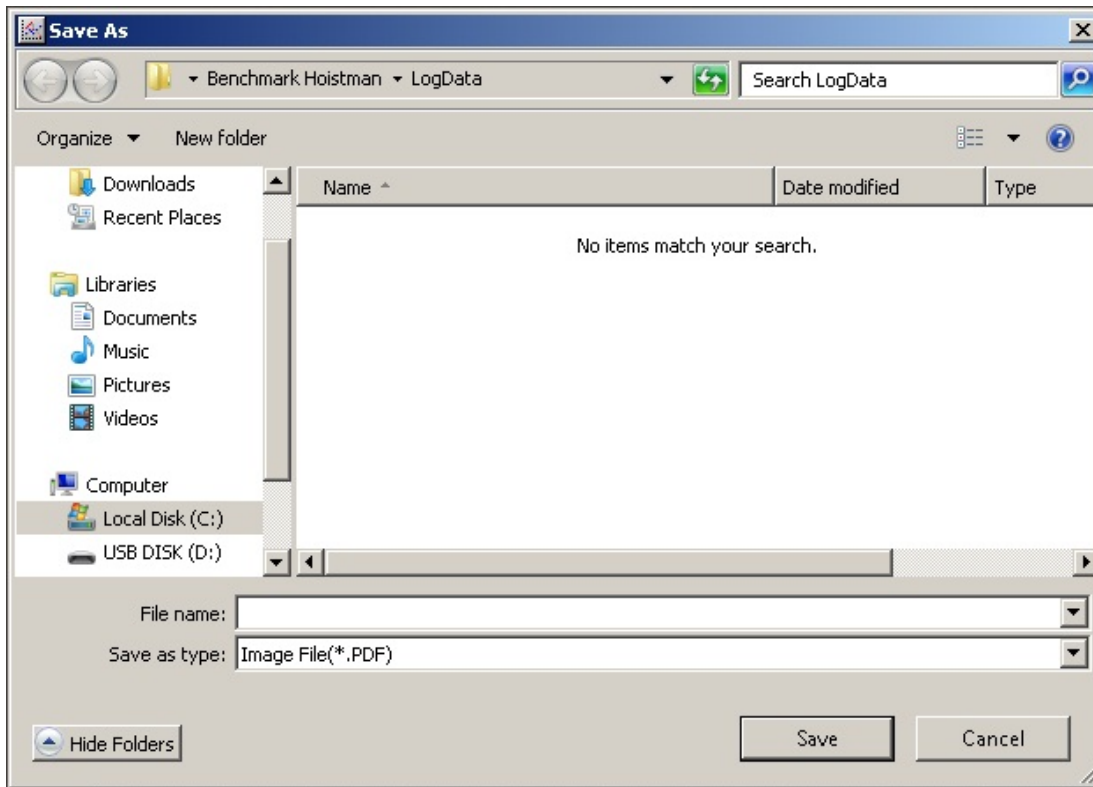 Save As
Benchmark Hoistman LogData
Search LogData
Organize New folder
Name Date modified Type
No items match your search.
Downloads
Recent Places
Libraries
Documents
Music
Pictures
Videos
Computer
Local Disk (C:)
USB DISK (D:)
File name:
Save as type: Image File(*.PDF)
Hide Folders
Save Cancel